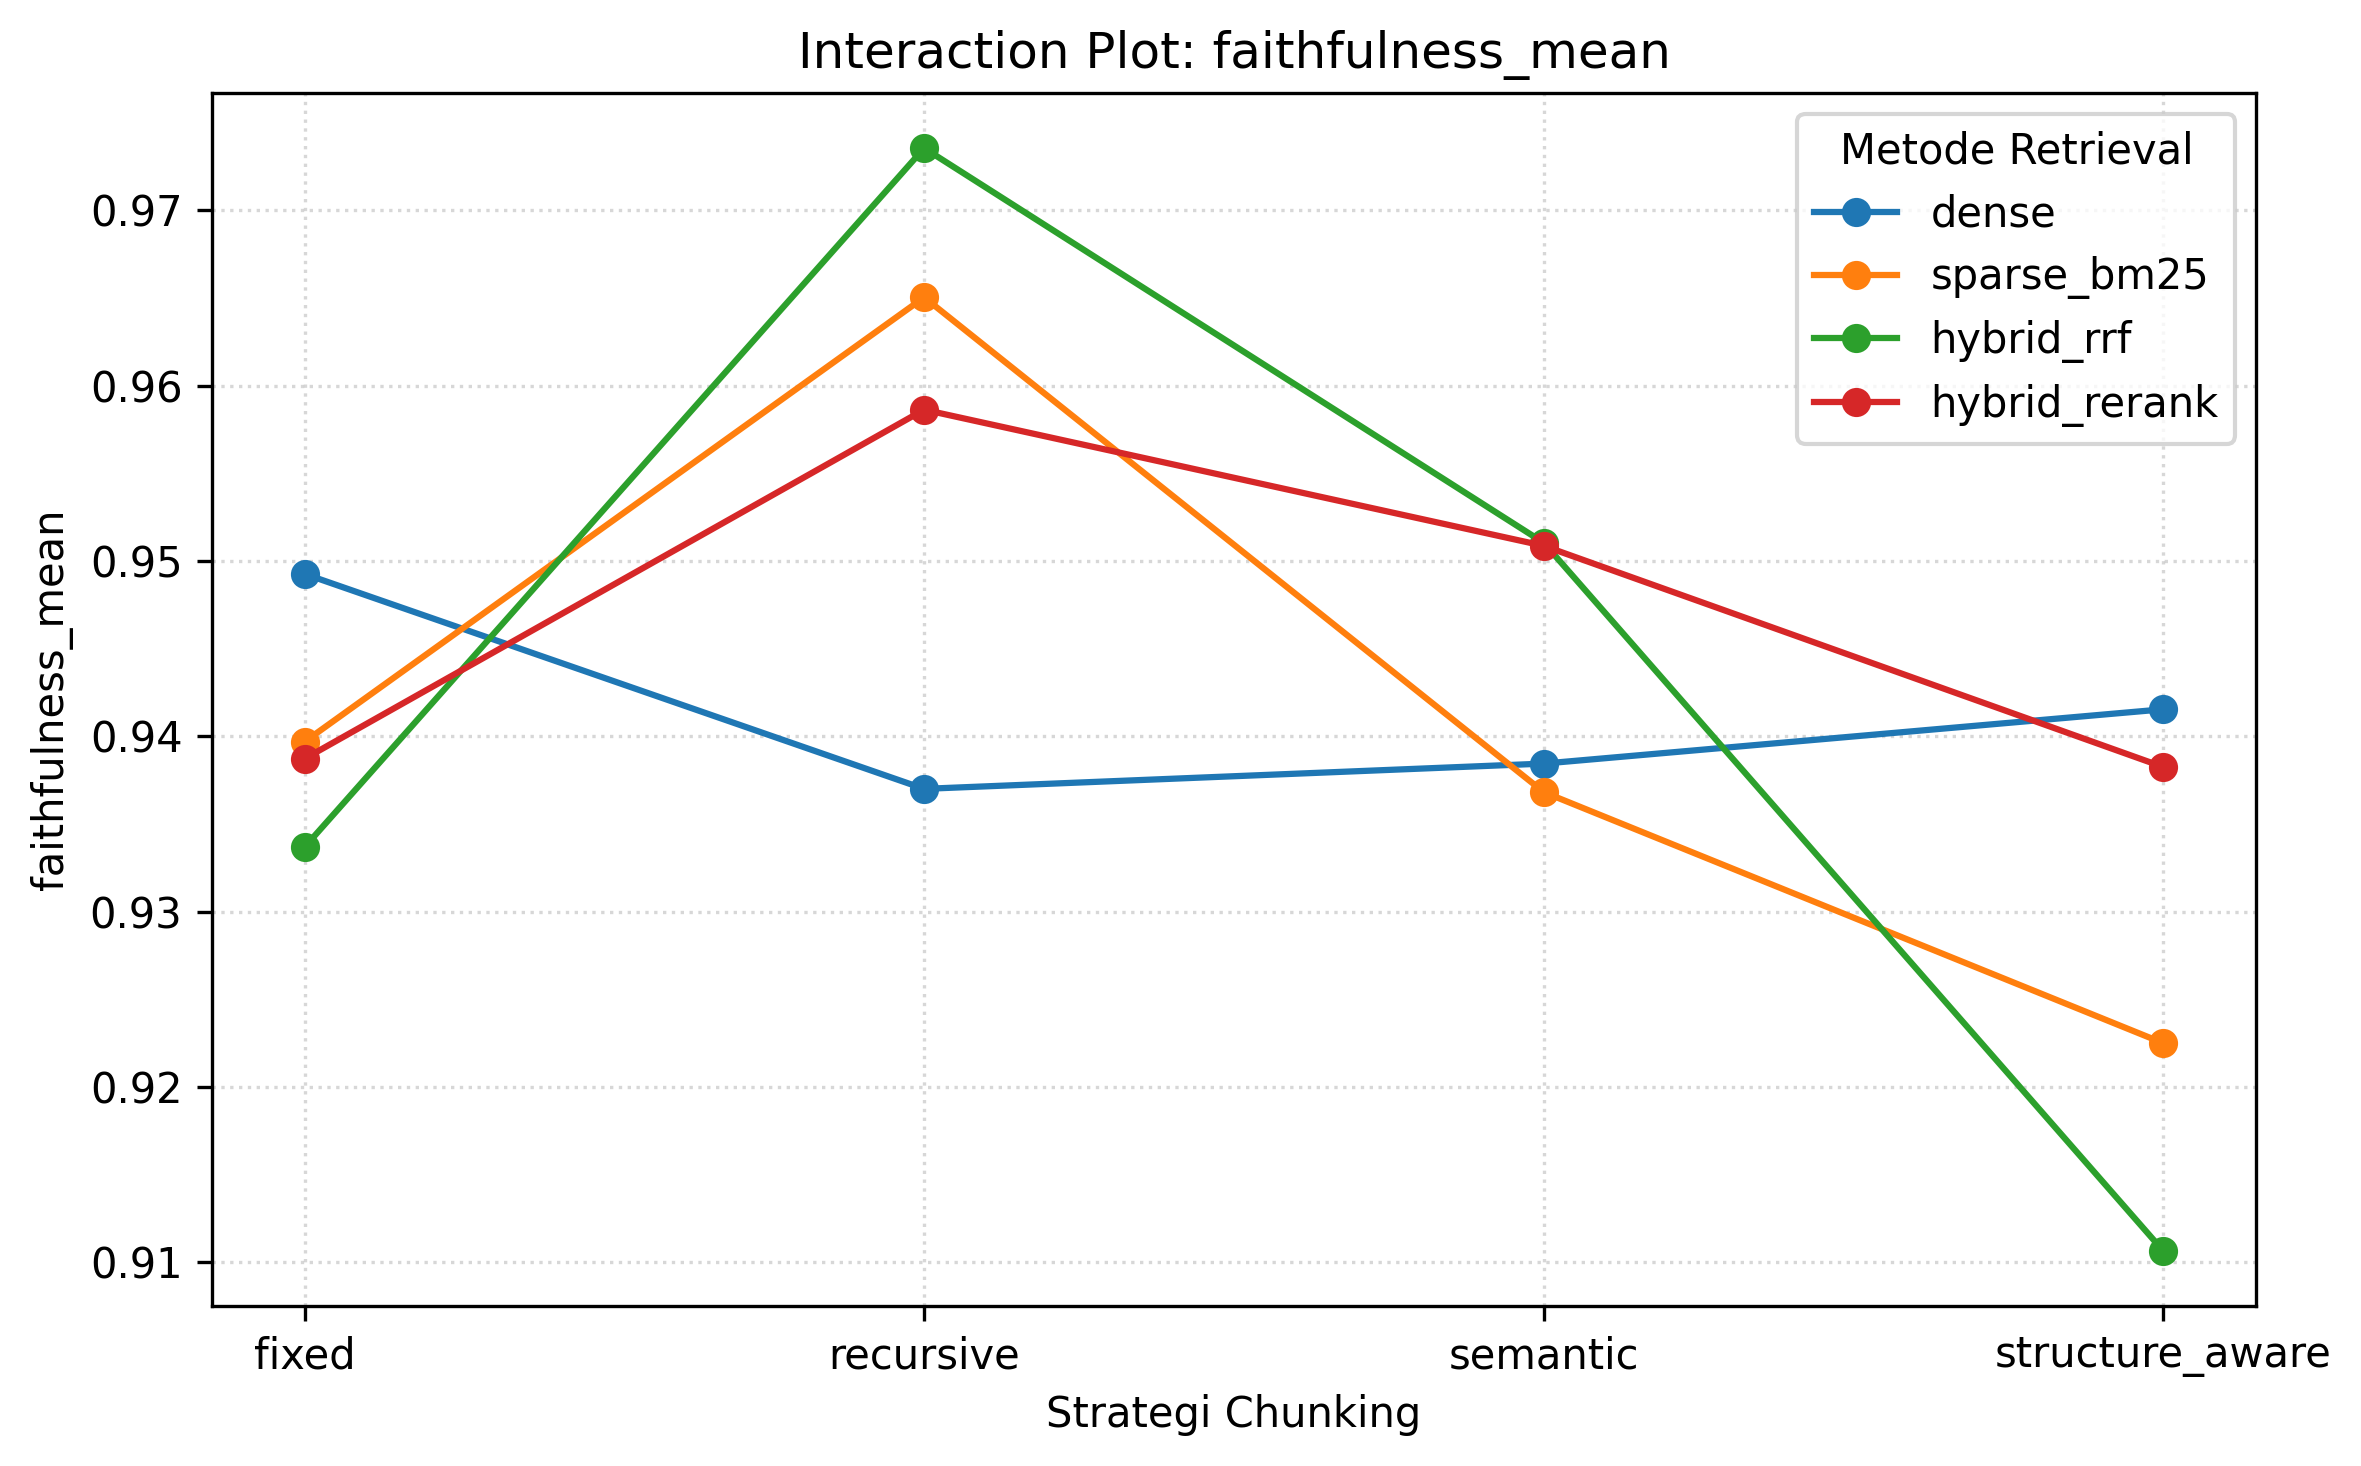 Interaction Plot: faithfulness_mean
Metode Retrieval
dense
sparse_bm25
hybrid_rrf
hybrid_rerank
faithfulness_mean
0.97
0.96
0.95
0.94
0.93
0.92
0.91
fixed
recursive
semantic
structure_aware
Strategi Chunking